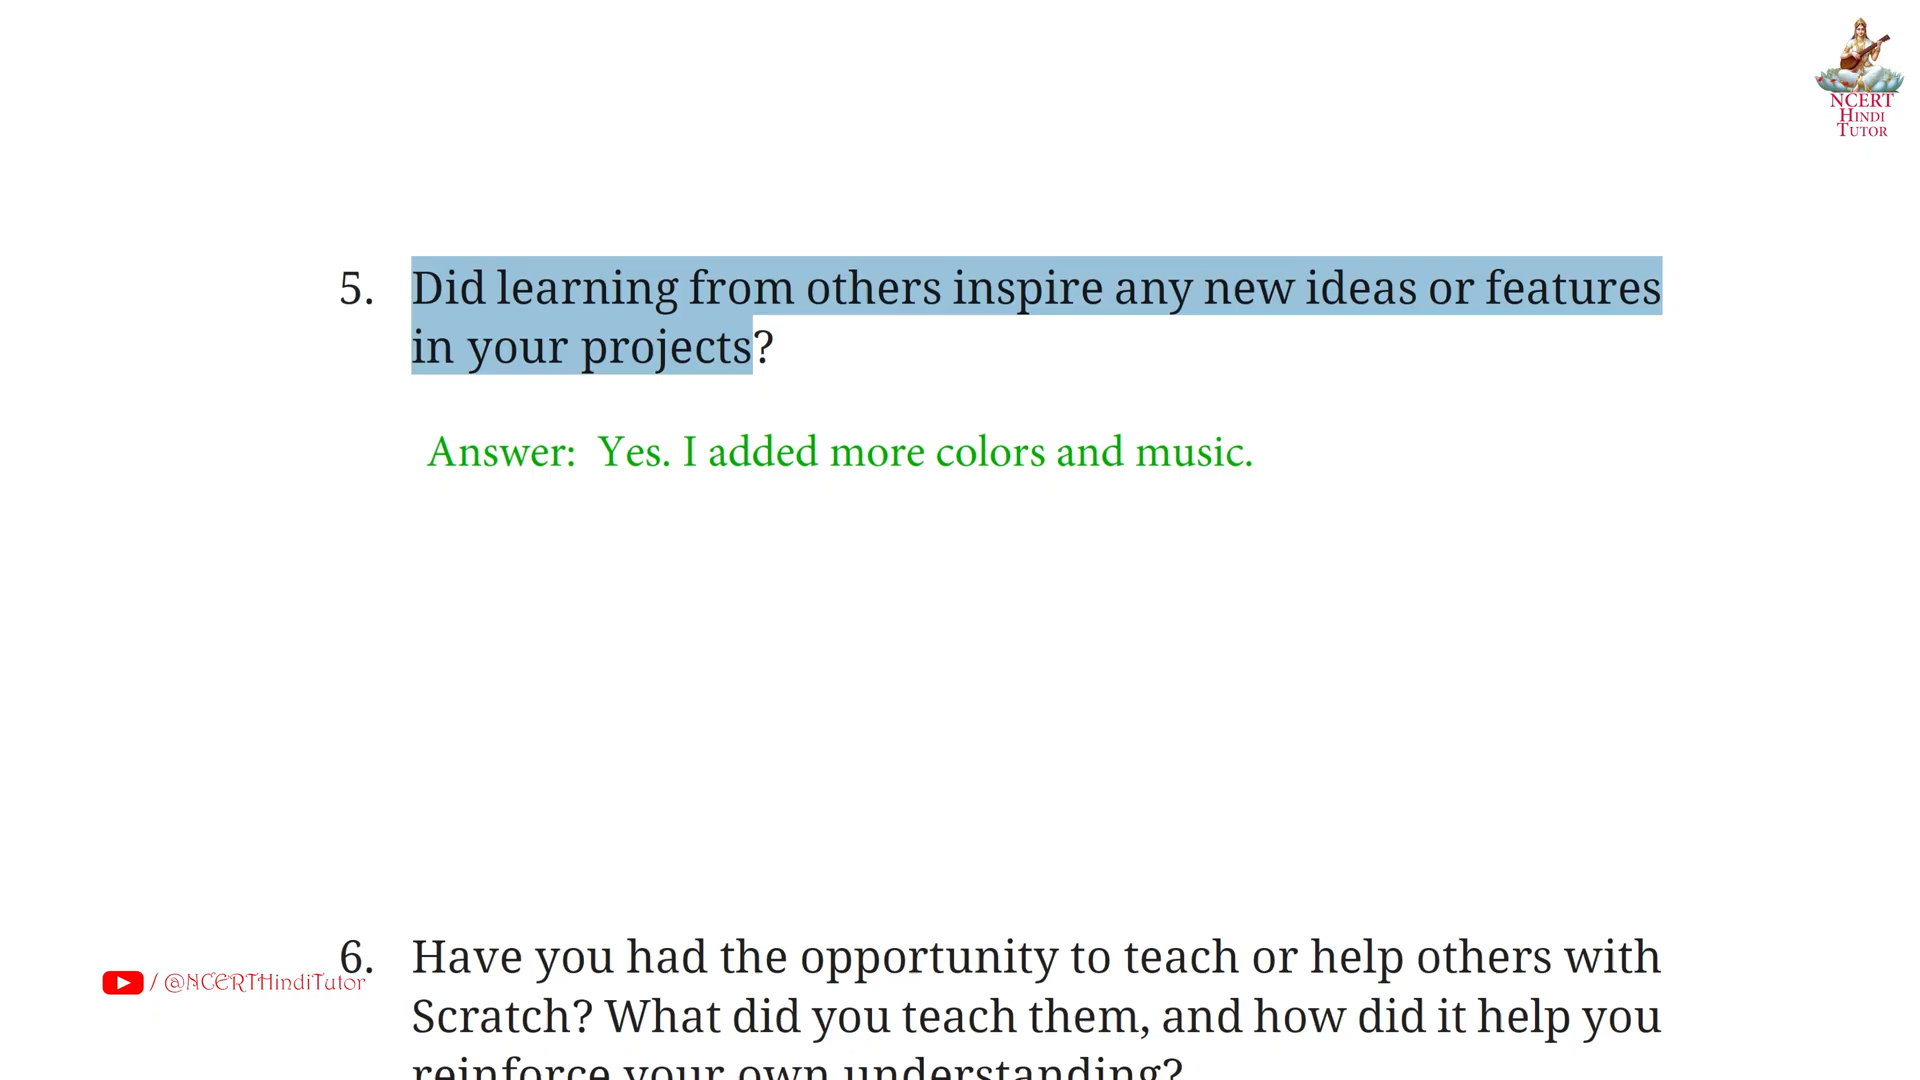 NCERT
HINDI
TUTOR
5. Did learning from others inspire any new ideas or features
in your projects?
Answer: Yes. I added more colors and music.
6. Have you had the opportunity to teach or help others with
/ @NCERTHindiTutor
Scratch? What did you teach them, and how did it help you
reinforce your own understanding?